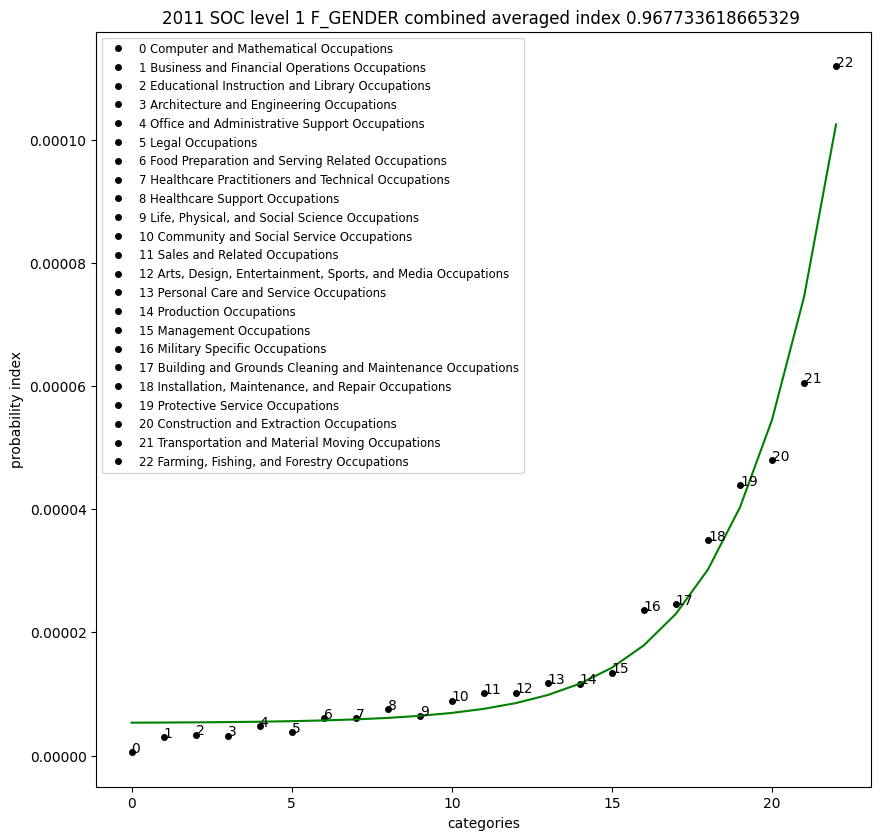 2011 SOC level 1 F_GENDER combined averaged index 0.967733618665329
0 Computer and Mathematical Occupations
1 Business and Financial Operations Occupations
2 Educational Instruction and Library Occupations
3 Architecture and Engineering Occupations
4 Office and Administrative Support Occupations
5 Legal Occupations
6 Food Preparation and Serving Related Occupations
7 Healthcare Practitioners and Technical Occupations
8 Healthcare Support Occupations
9 Life, Physical, and Social Science Occupations
10 Community and Social Service Occupations
11 Sales and Related Occupations
12 Arts, Design, Entertainment, Sports, and Media Occupations
13 Personal Care and Service Occupations
14 Production Occupations
15 Management Occupations
16 Military Specific Occupations
17 Building and Grounds Cleaning and Maintenance Occupations
18 Installation, Maintenance, and Repair Occupations
19 Protective Service Occupations
20 Construction and Extraction Occupations
21 Transportation and Material Moving Occupations
22 Farming, Fishing, and Forestry Occupations
probability index
0.00010
0.00008
0.00006
0.00004
0.00002
0.00000
0
1
2
3
4
5
6
7
8
9
10
11
12
13
14
15
16
17
18
19
20
21
22
0
5
10
15
20
categories